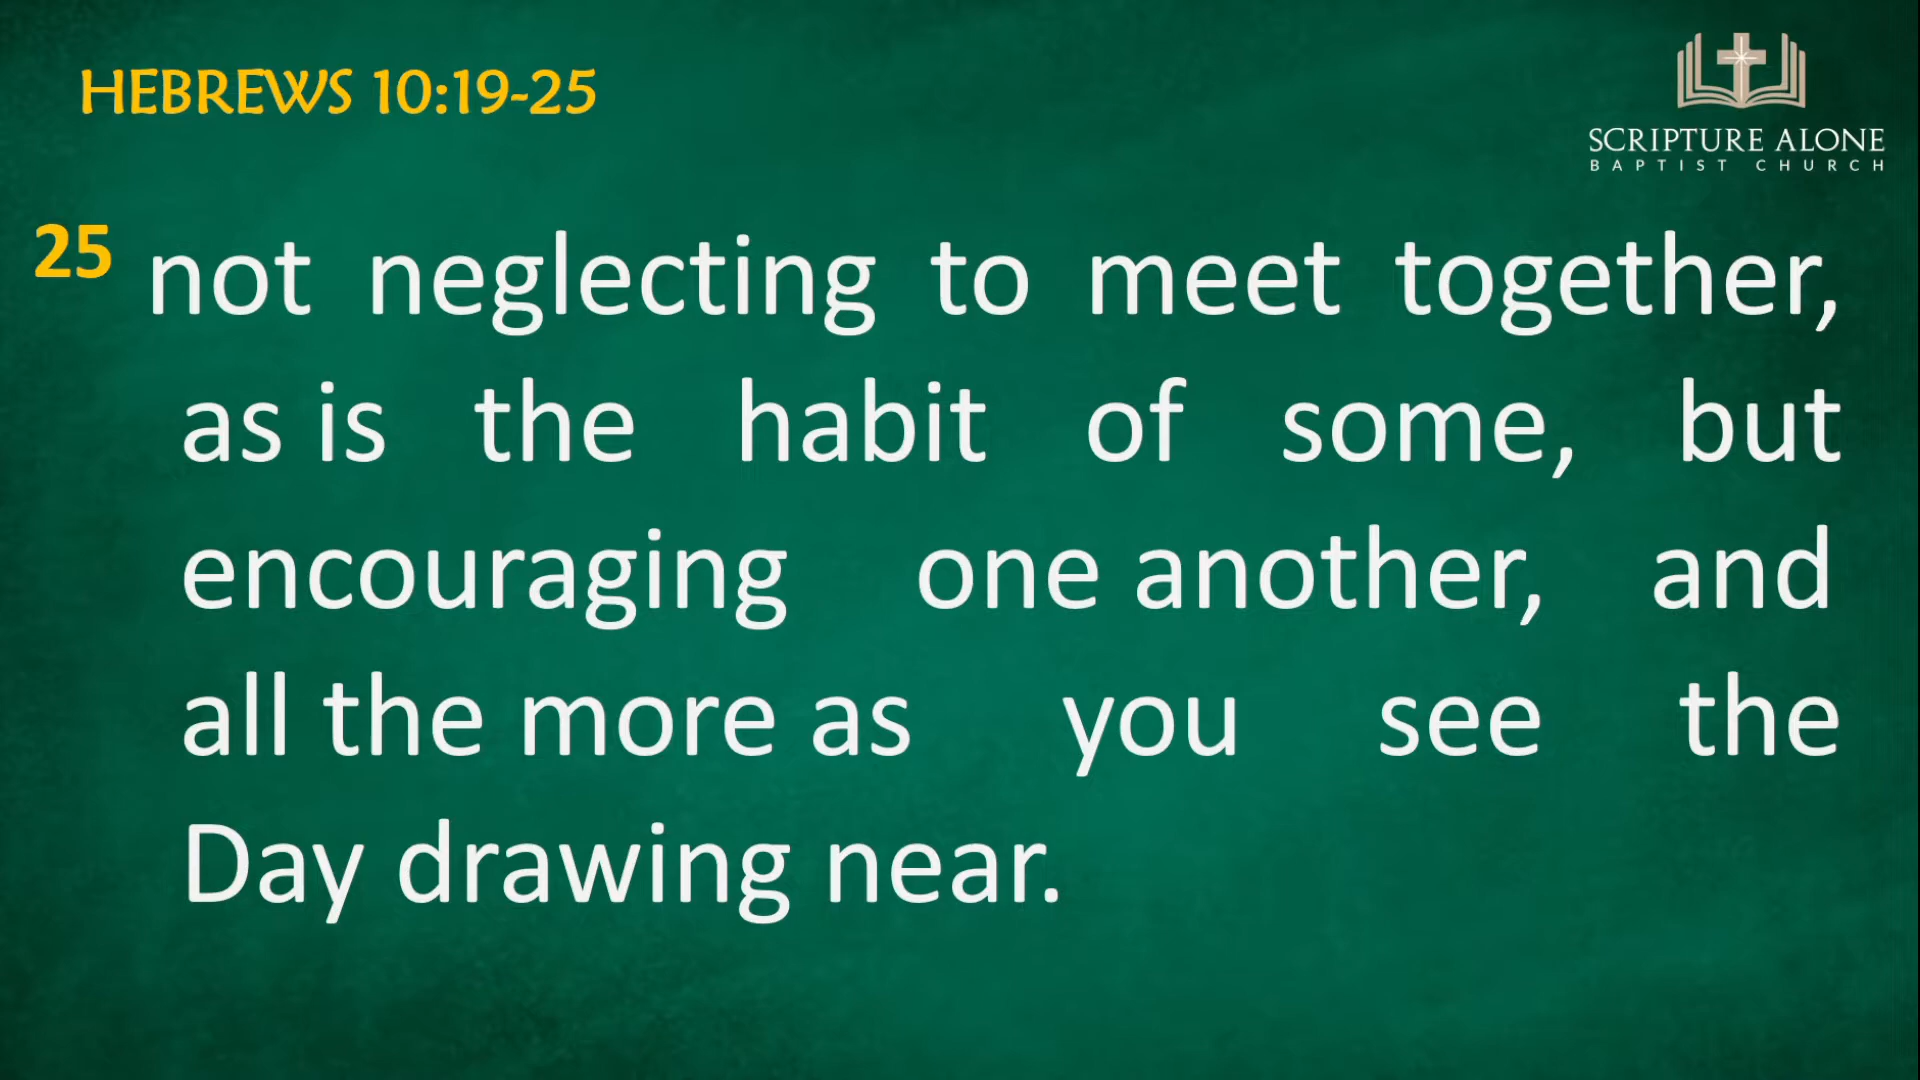 HEBREWS 10:19-25
SCRIPTURE ALONE
BAPTIST CHURCH
25 not neglecting to meet together,
as is the habit of some, but
encouraging one another, and
all the more as you see the
Day drawing near.